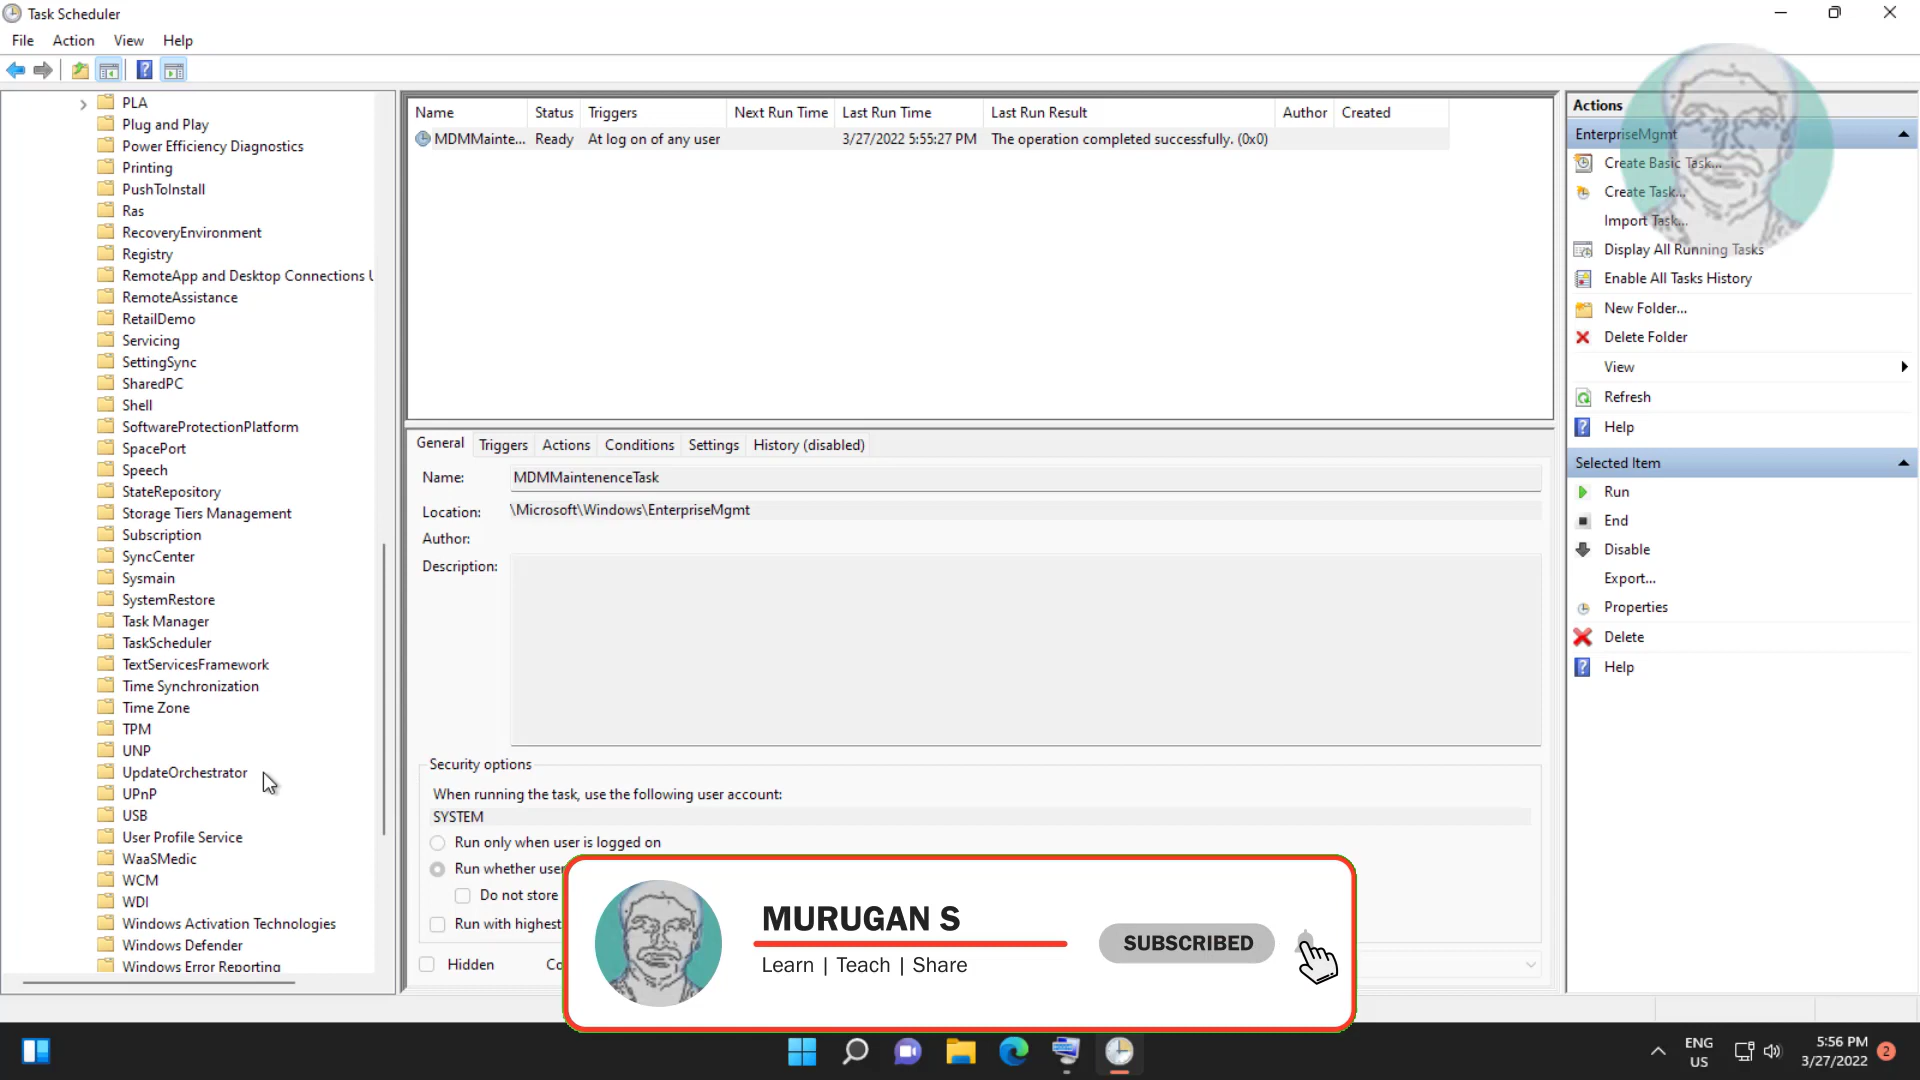 Task Scheduler
File Action View Help
PLA
Plug and Play
Power Efficiency Diagnostics
Printing
PushToInstall
Ras
RecoveryEnvironment
Registry
RemoteApp and Desktop Connections U
RemoteAssistance
RetailDemo
Servicing
SettingSync
SharedPC
Shell
SoftwareProtectionPlatform
SpacePort
Speech
StateRepository
Storage Tiers Management
Subscription
SyncCenter
Sysmain
SystemRestore
Task Manager
TaskScheduler
TextServicesFramework
Time Synchronization
Time Zone
TPM
UNP
UpdateOrchestrator
UPnP
USB
User Profile Service
WaaSMedic
WCM
WDI
Windows Activation Technologies
Windows Defender
Windows Error Reporting
Name Status Triggers Next Run Time Last Run Time Last Run Result Author Created
MDMMainte... Ready At log on of any user 3/27/2022 5:55:27 PM The operation completed successfully. (0x0)
General Triggers Actions Conditions Settings History (disabled)
Name: MDMMaintenenceTask
Location: \Microsoft\Windows\EnterpriseMgmt
Author:
Description:
Security options
When running the task, use the following user account:
SYSTEM
Run only when user is logged on
Run whether user
Do not store
Run with highest
Hidden Co
MURUGAN S
Learn | Teach | Share
SUBSCRIBED
Actions
EnterpriseMgmt
Create Basic Task...
Create Task...
Import Task...
Display All Running Tasks
Enable All Tasks History
New Folder...
Delete Folder
View
Refresh
Help
Selected Item
Run
End
Disable
Export...
Properties
Delete
Help
ENG
US
5:56 PM
3/27/2022
2